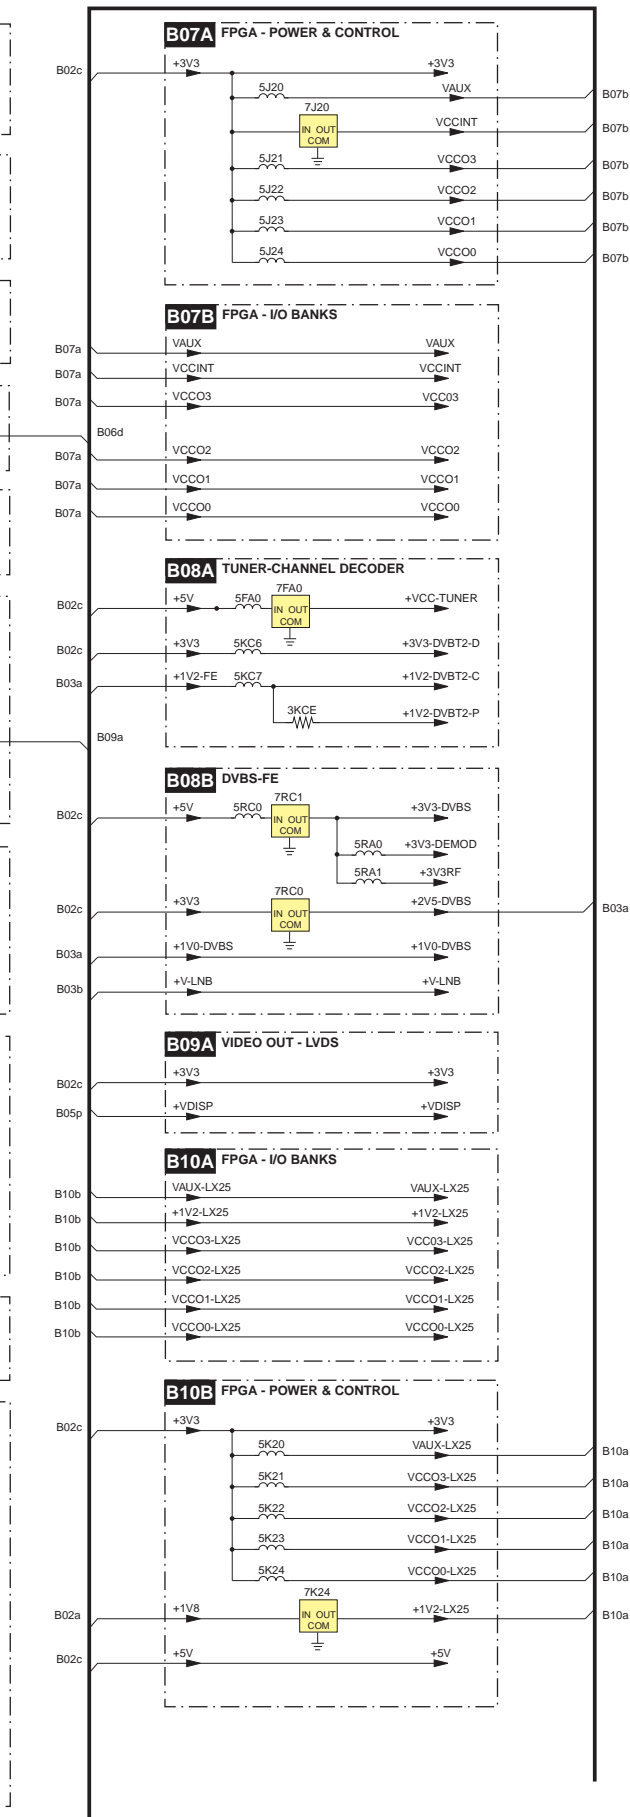 B07A FPGA - POWER & CONTROL
B02c +3V3 +3V3
5J20 VAUX B07b
7J20
IN OUT
COM
VCCINT B07b
5J21 VCCO3 B07b
5J22 VCCO2 B07b
5J23 VCCO1 B07b
5J24 VCCO0 B07b
B07B FPGA - I/O BANKS
B07a VAUX VAUX
B07a VCCINT VCCINT
B07a VCCO3 VCC03
B06d
B07a VCCO2 VCCO2
B07a VCCO1 VCCO1
B07a VCCO0 VCCO0
B08A TUNER-CHANNEL DECODER
7FA0
B02c +5V 5FA0 IN OUT +VCC-TUNER
COM
B02c +3V3 5KC6 +3V3-DVBT2-D
B03a +1V2-FE 5KC7 +1V2-DVBT2-C
3KCE +1V2-DVBT2-P
B09a
B08B DVBS-FE
7RC1
B02c +5V 5RC0 IN OUT +3V3-DVBS
COM
5RA0 +3V3-DEMOD
5RA1 +3V3RF
7RC0
B02c +3V3 IN OUT +2V5-DVBS B03a
COM
B03a +1V0-DVBS +1V0-DVBS
B03b +V-LNB +V-LNB
B09A VIDEO OUT - LVDS
B02c +3V3 +3V3
B05p +VDISP +VDISP
B10A FPGA - I/O BANKS
B10b VAUX-LX25 VAUX-LX25
B10b +1V2-LX25 +1V2-LX25
B10b VCCO3-LX25 VCC03-LX25
B10b VCCO2-LX25 VCCO2-LX25
B10b VCCO1-LX25 VCCO1-LX25
B10b VCCO0-LX25 VCCO0-LX25
B10B FPGA - POWER & CONTROL
B02c +3V3 +3V3
5K20 VAUX-LX25 B10a
5K21 VCCO3-LX25 B10a
5K22 VCCO2-LX25 B10a
5K23 VCCO1-LX25 B10a
5K24 VCCO0-LX25 B10a
7K24
B02a +1V8 IN OUT +1V2-LX25 B10a
COM
B02c +5V +5V